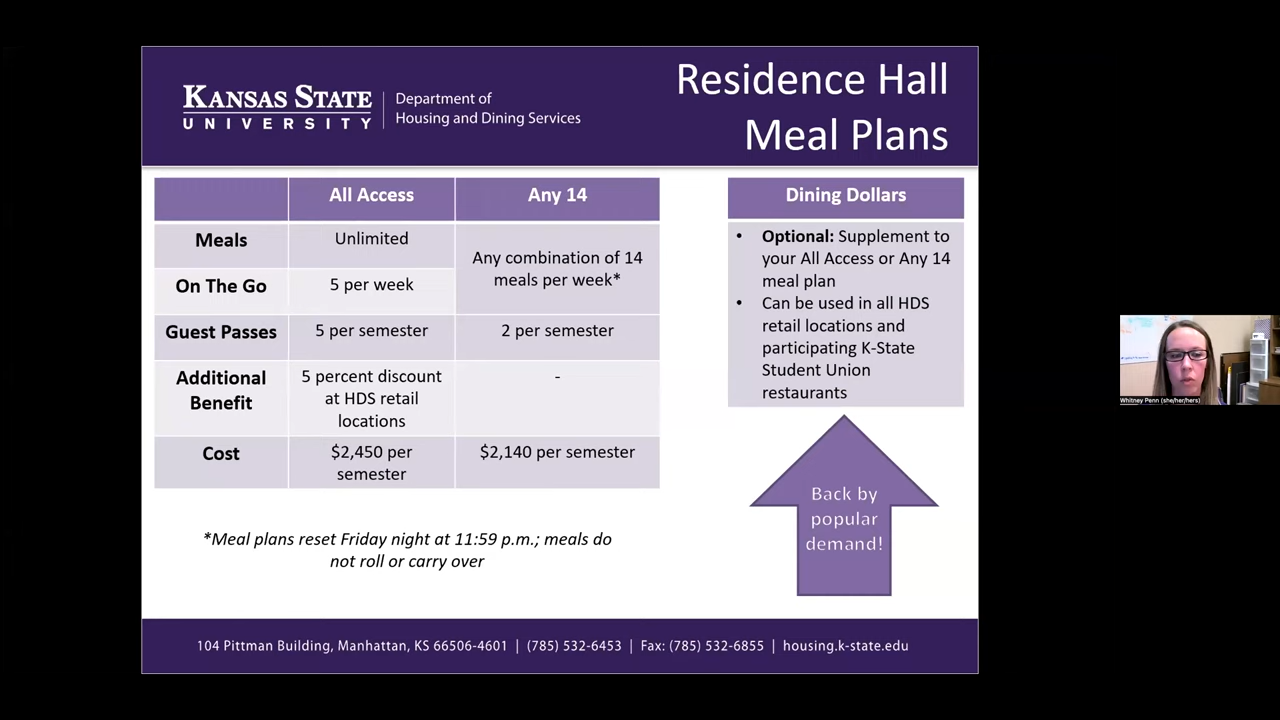 KANSAS STATE
UNIVERSITY
Department of
Housing and Dining Services
Residence Hall
Meal Plans
All Access
Any 14
Meals
Unlimited
Any combination of 14
meals per week*
On The Go
5 per week
Guest Passes
5 per semester
2 per semester
Additional
Benefit
5 percent discount
at HDS retail
locations
-
Cost
$2,450 per
semester
$2,140 per semester
*Meal plans reset Friday night at 11:59 p.m.; meals do
not roll or carry over
Dining Dollars
• Optional: Supplement to
your All Access or Any 14
meal plan
• Can be used in all HDS
retail locations and
participating K-State
Student Union
restaurants
Back by
popular
demand!
104 Pittman Building, Manhattan, KS 66506-4601 | (785) 532-6453 | Fax: (785) 532-6855 | housing.k-state.edu
Whitney Penn (she/her/hers)